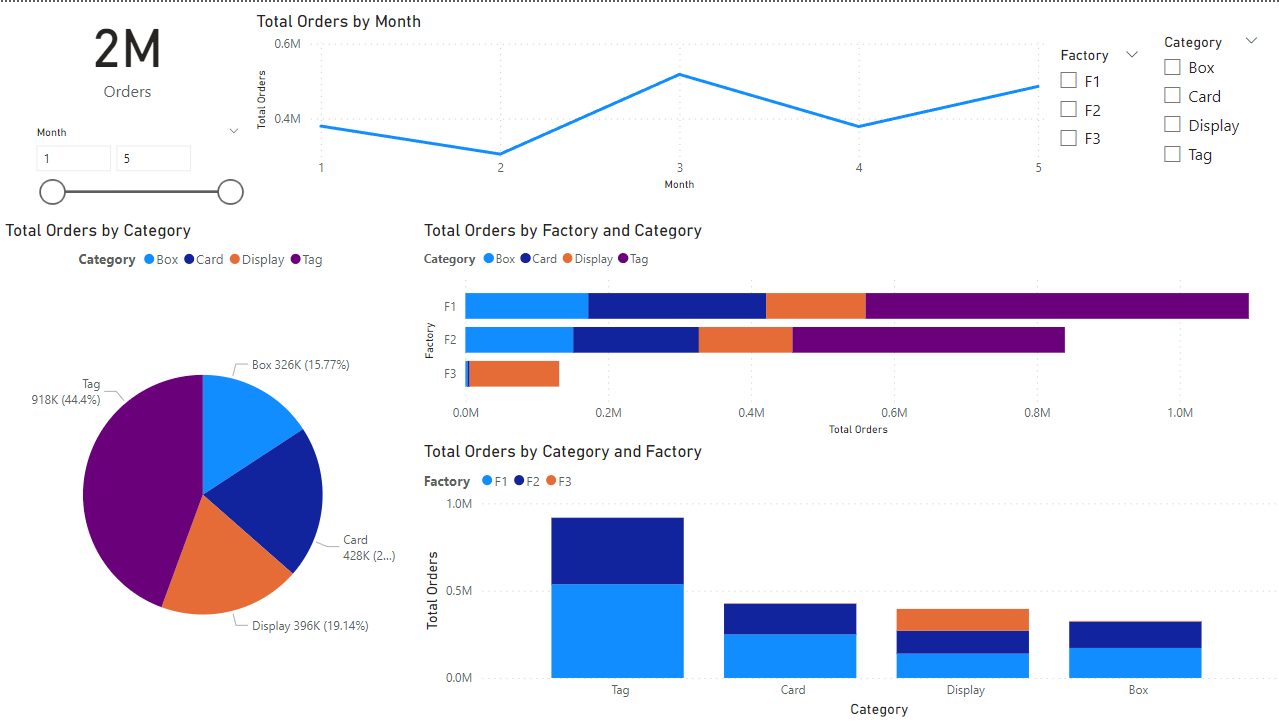 2M
Orders
Month
1 5
Total Orders by Month
Total Orders
0.6M
0.4M
1 2 3 4 5
Month
Factory
F1
F2
F3
Category
Box
Card
Display
Tag
Total Orders by Category
Category Box Card Display Tag
Box 326K (15.77%)
Tag
918K (44.4%)
Card
428K (2...)
Display 396K (19.14%)
Total Orders by Factory and Category
Category Box Card Display Tag
Factory
F1
F2
F3
0.0M 0.2M 0.4M 0.6M 0.8M 1.0M
Total Orders
Total Orders by Category and Factory
Factory F1 F2 F3
Total Orders
1.0M
0.5M
0.0M
Tag Card Display Box
Category